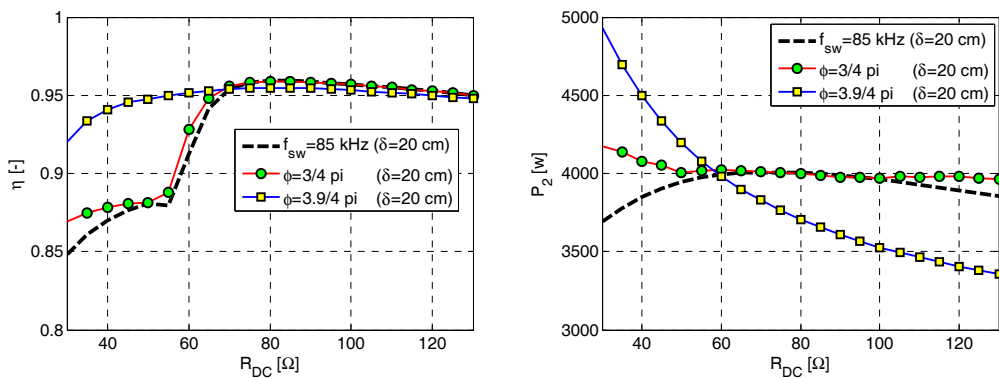 1
0.95
0.9
0.85
0.8
η [-]
40 60 80 100 120
R_DC [Ω]
f_sw=85 kHz (δ=20 cm)
ϕ=3/4 pi (δ=20 cm)
ϕ=3.9/4 pi (δ=20 cm)
5000
4500
4000
3500
3000
P_2 [w]
40 60 80 100 120
R_DC [Ω]
f_sw=85 kHz (δ=20 cm)
ϕ=3/4 pi (δ=20 cm)
ϕ=3.9/4 pi (δ=20 cm)